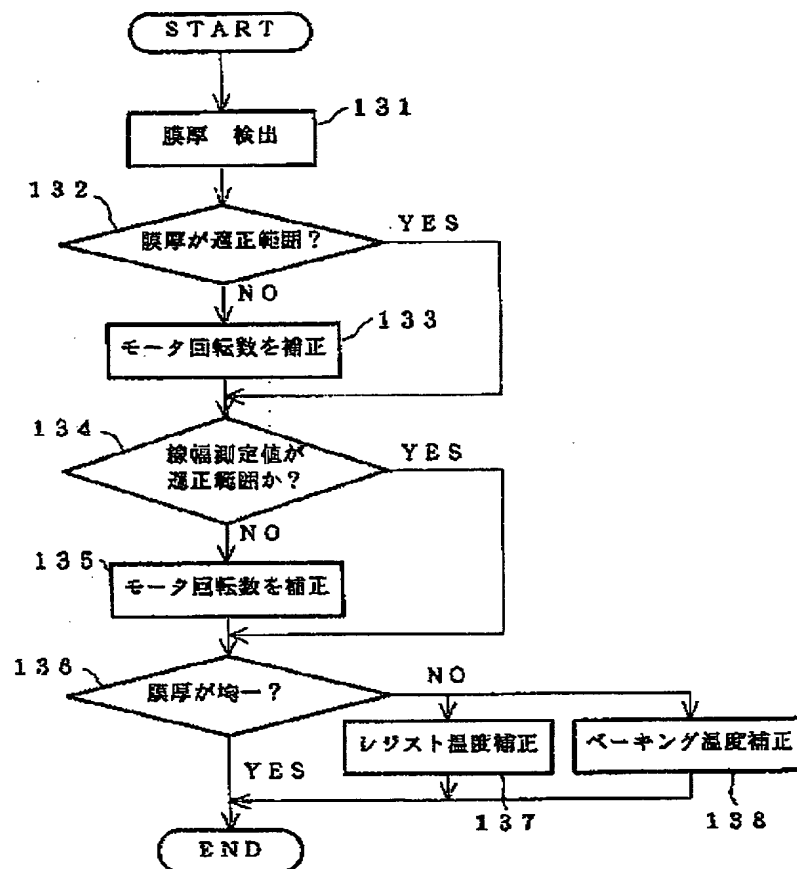 START
131
膜厚 検出
132
膜厚が適正範囲?
YES
NO
133
モータ回転数を補正
134
線幅測定値が
適正範囲か?
YES
NO
135
モータ回転数を補正
136
膜厚が均一?
NO
レジスト温度補正
ベーキング温度補正
YES
137
138
END